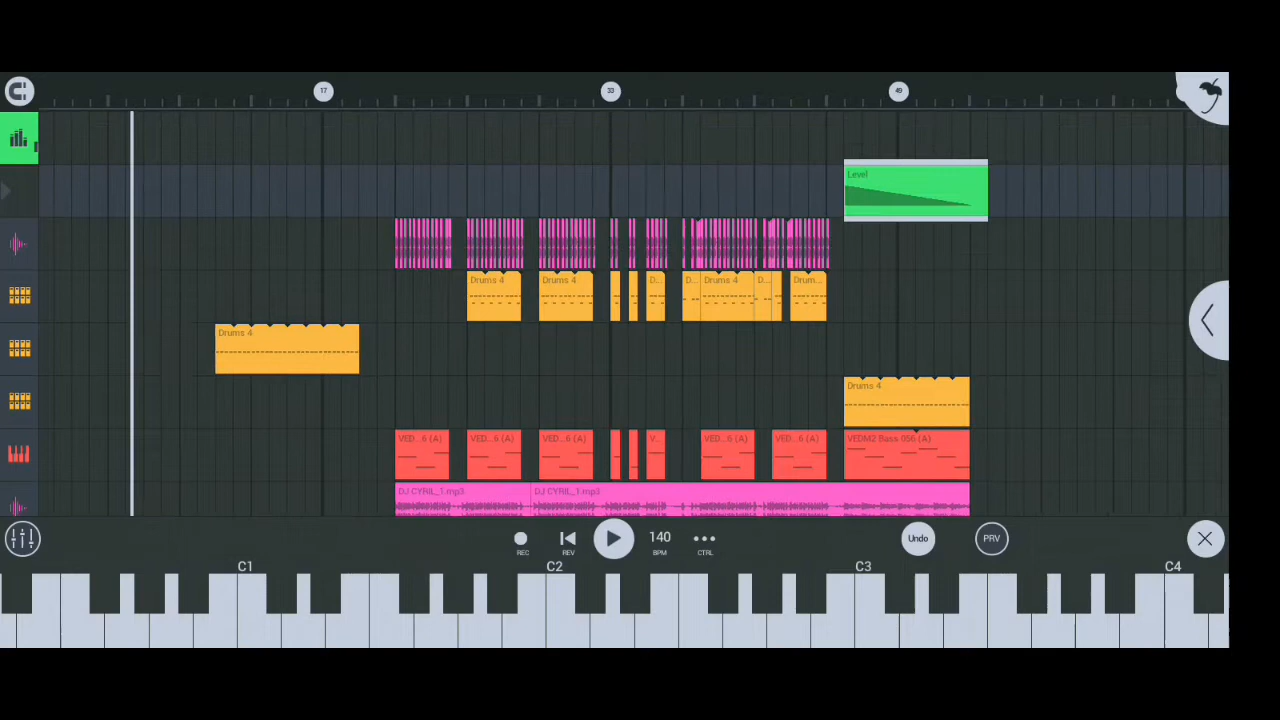 17 33 49
Level
Drums 4 Drums 4 D... D... Drums 4 D... Drum...
Drums 4
Drums 4
VED...6 (A) VED...6 (A) VED...6 (A) V... VED...6 (A) VED...6 (A) VEDM2 Bass 056 (A)
DJ CYRIL_1.mp3 DJ CYRIL_1.mp3
140 Undo PRV
REC REV BPM CTRL
C1 C2 C3 C4